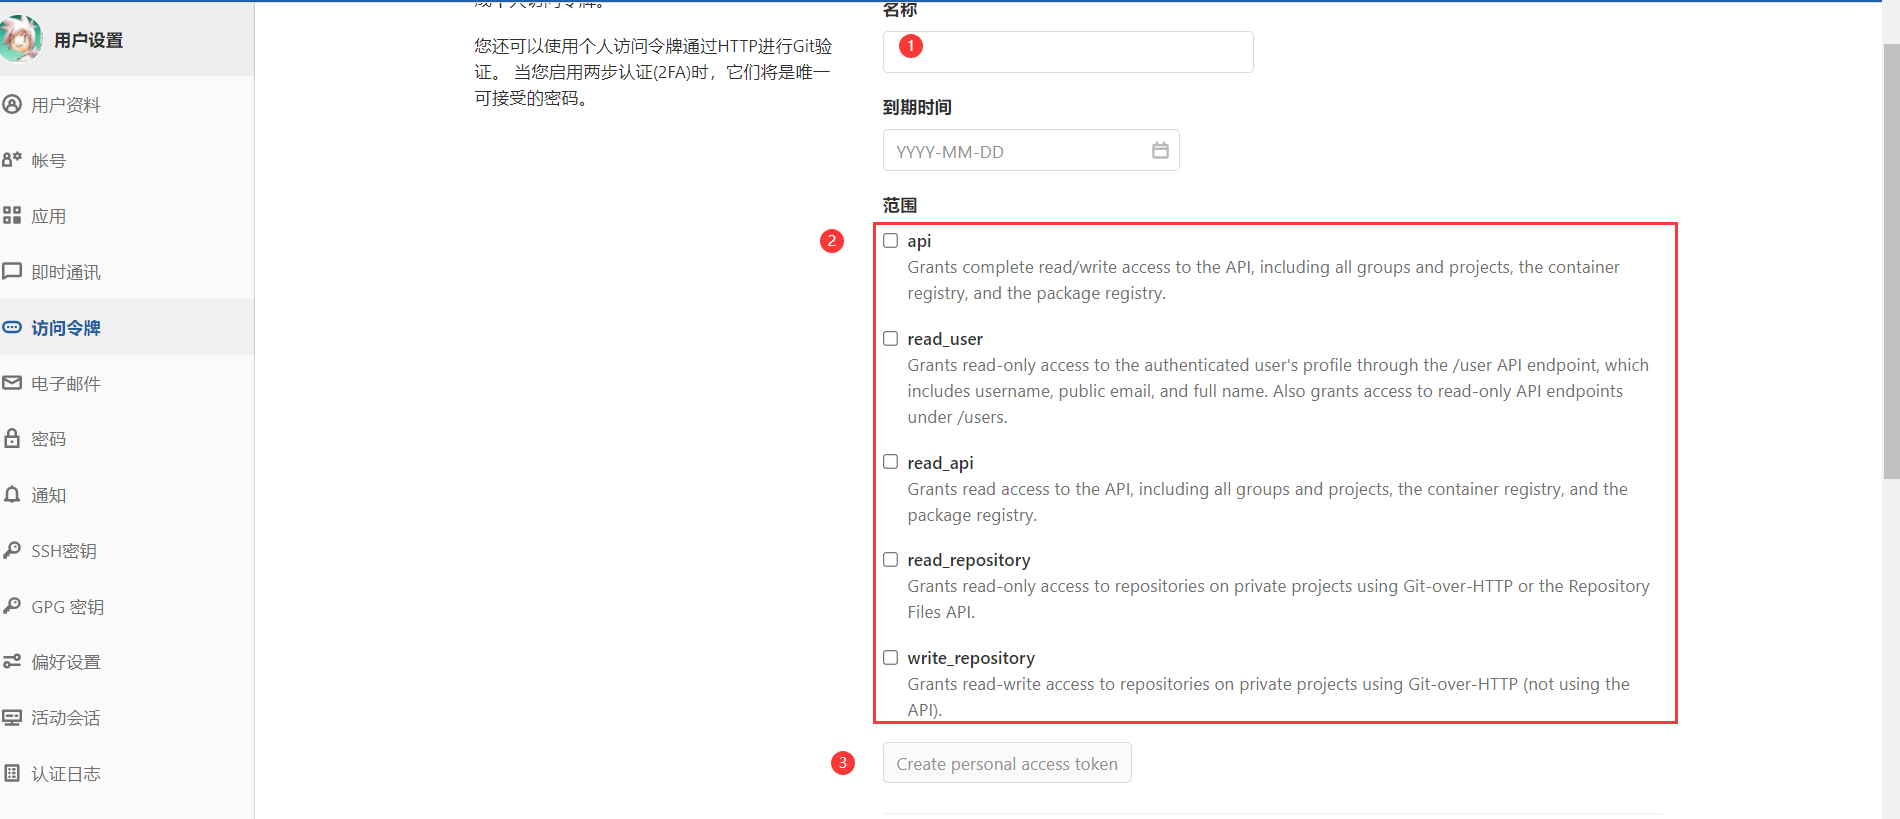 用户设置
用户资料
帐号
应用
即时通讯
访问令牌
电子邮件
密码
通知
SSH密钥
GPG 密钥
偏好设置
活动会话
认证日志
您还可以使用个人访问令牌通过HTTP进行Git验
证。 当您启用两步认证(2FA)时，它们将是唯一
可接受的密码。
名称
1
到期时间
YYYY-MM-DD
范围
2
api
Grants complete read/write access to the API, including all groups and projects, the container
registry, and the package registry.
read_user
Grants read-only access to the authenticated user's profile through the /user API endpoint, which
includes username, public email, and full name. Also grants access to read-only API endpoints
under /users.
read_api
Grants read access to the API, including all groups and projects, the container registry, and the
package registry.
read_repository
Grants read-only access to repositories on private projects using Git-over-HTTP or the Repository
Files API.
write_repository
Grants read-write access to repositories on private projects using Git-over-HTTP (not using the
API).
3
Create personal access token